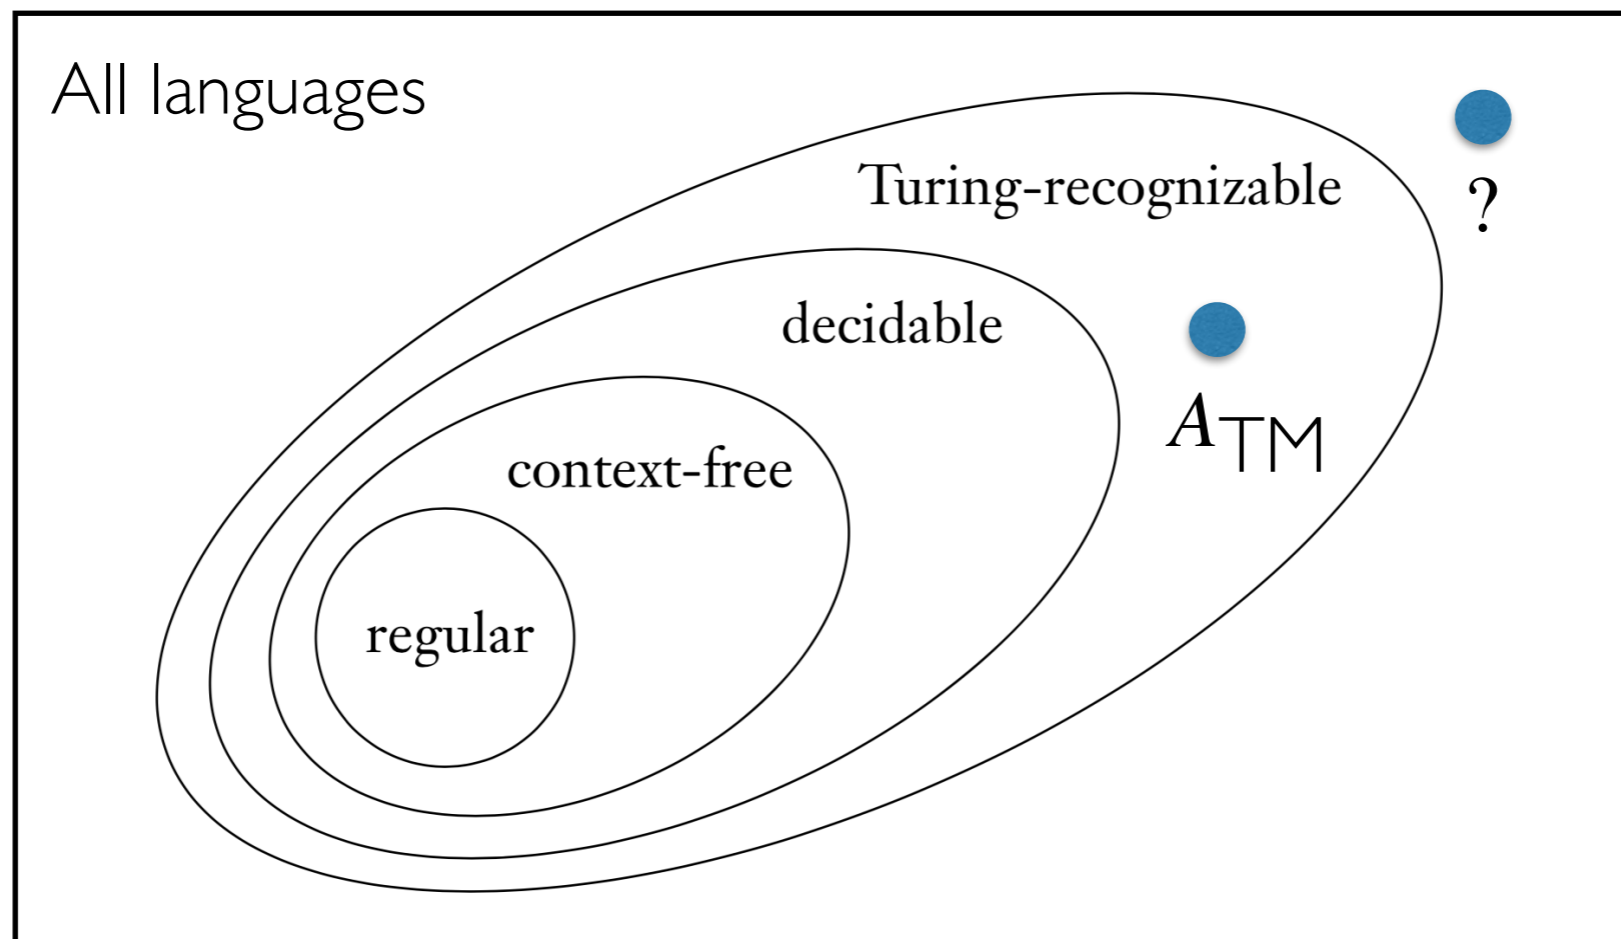 All languages
Turing-recognizable
?
decidable
A_TM
context-free
regular